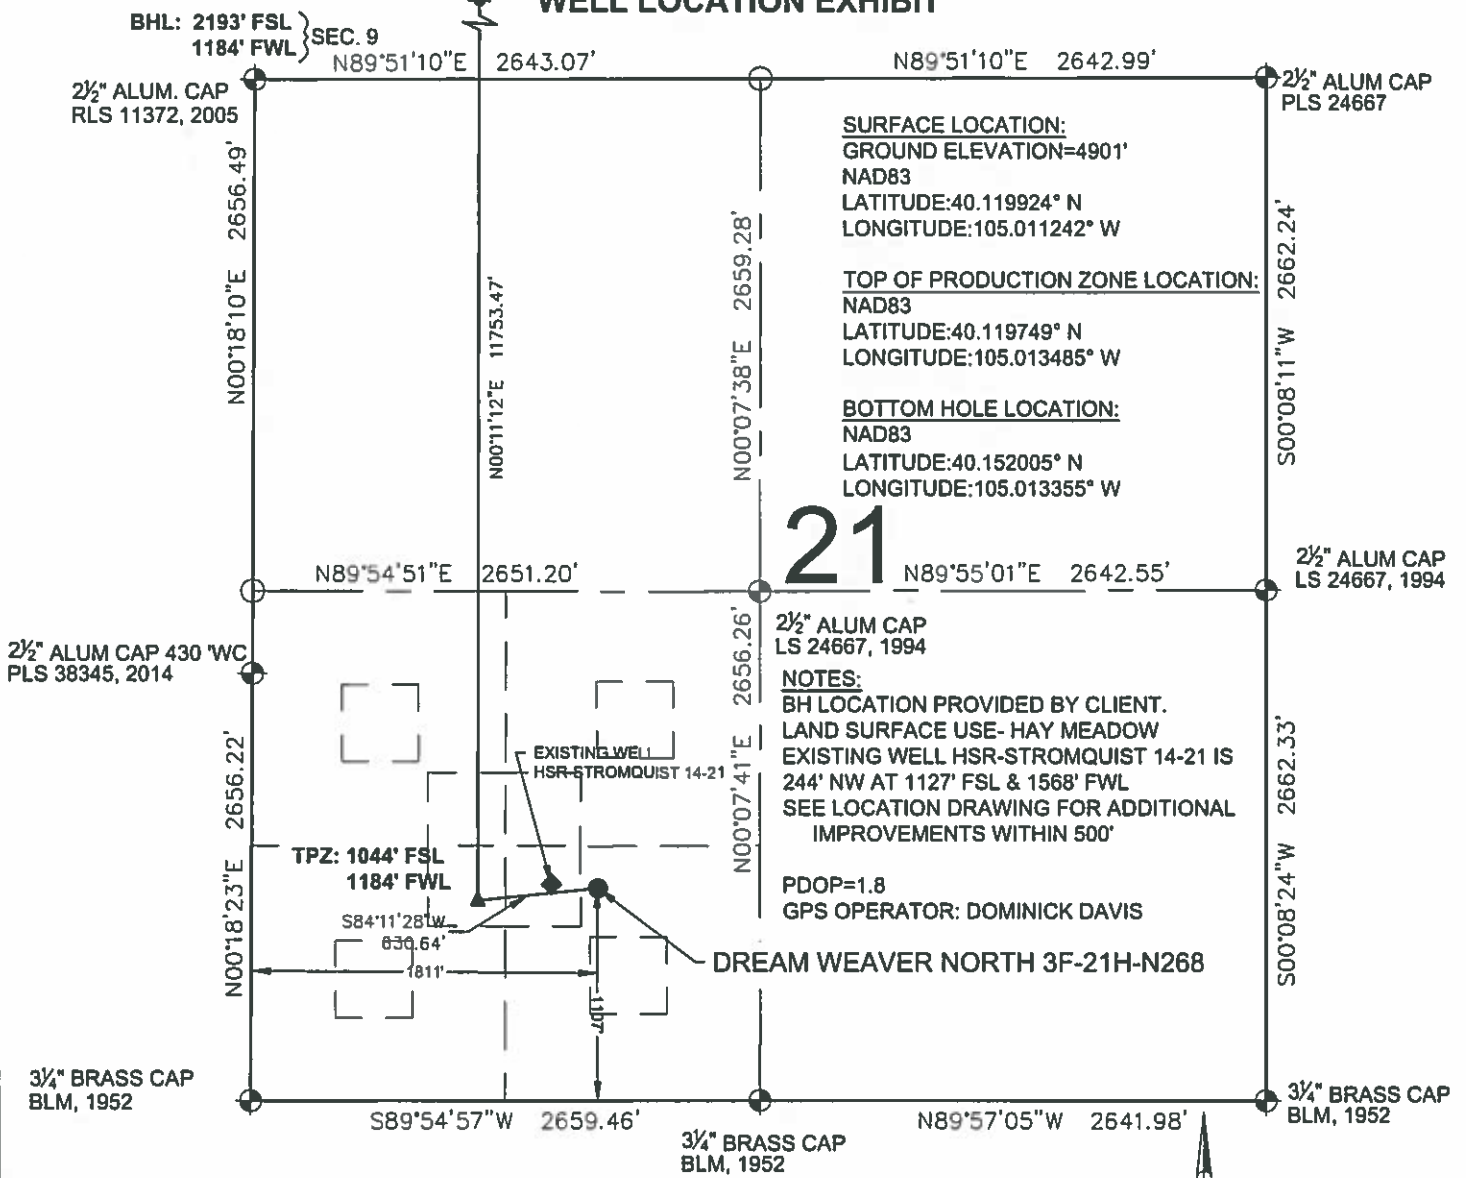 WELL LOCATION EXHIBIT
BHL: 2193' FSL
1184' FWL
SEC. 9
N89°51'10"E 2643.07'
N89°51'10"E 2642.99'
2½" ALUM. CAP
RLS 11372, 2005
2½" ALUM CAP
PLS 24667
SURFACE LOCATION:
GROUND ELEVATION=4901'
NAD83
LATITUDE:40.119924° N
LONGITUDE:105.011242° W
TOP OF PRODUCTION ZONE LOCATION:
NAD83
LATITUDE:40.119749° N
LONGITUDE:105.013485° W
BOTTOM HOLE LOCATION:
NAD83
LATITUDE:40.152005° N
LONGITUDE:105.013355° W
N00°18'10"E 2656.49'
N00°11'12"E 11753.47'
N00°07'38"E 2659.28'
S00°08'11"W 2662.24'
21
N89°54'51"E 2651.20'
N89°55'01"E 2642.55'
2½" ALUM CAP
LS 24667, 1994
2½" ALUM CAP
LS 24667, 1994
2½" ALUM CAP 430 'WC
PLS 38345, 2014
NOTES:
BH LOCATION PROVIDED BY CLIENT.
LAND SURFACE USE- HAY MEADOW
EXISTING WELL HSR-STROMQUIST 14-21 IS
244' NW AT 1127' FSL & 1568' FWL
SEE LOCATION DRAWING FOR ADDITIONAL
IMPROVEMENTS WITHIN 500'
PDOP=1.8
GPS OPERATOR: DOMINICK DAVIS
EXISTING WELL
HSR-STROMQUIST 14-21
N00°18'23"E 2656.22'
N00°07'41"E 2656.26'
S00°08'24"W 2662.33'
TPZ: 1044' FSL
1184' FWL
S84°11'28"W
630.64'
1811'
1107'
DREAM WEAVER NORTH 3F-21H-N268
3¼" BRASS CAP
BLM, 1952
S89°54'57"W 2659.46'
3¼" BRASS CAP
BLM, 1952
N89°57'05"W 2641.98'
3¼" BRASS CAP
BLM, 1952